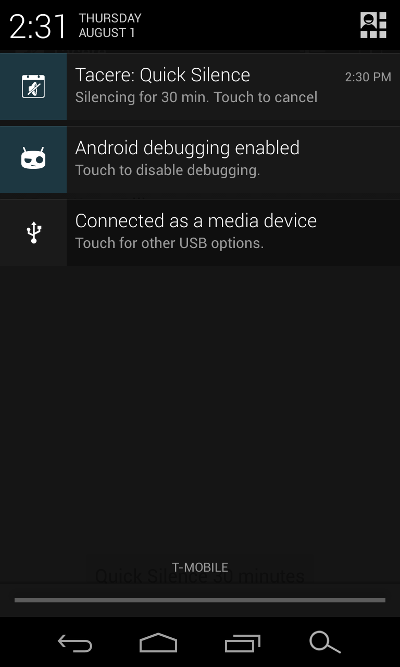 2:31
THURSDAY
AUGUST 1
Tacere: Quick Silence
2:30 PM
Silencing for 30 min. Touch to cancel
Android debugging enabled
Touch to disable debugging.
Connected as a media device
Touch for other USB options.
T-MOBILE
Quick Silence 30 minutes